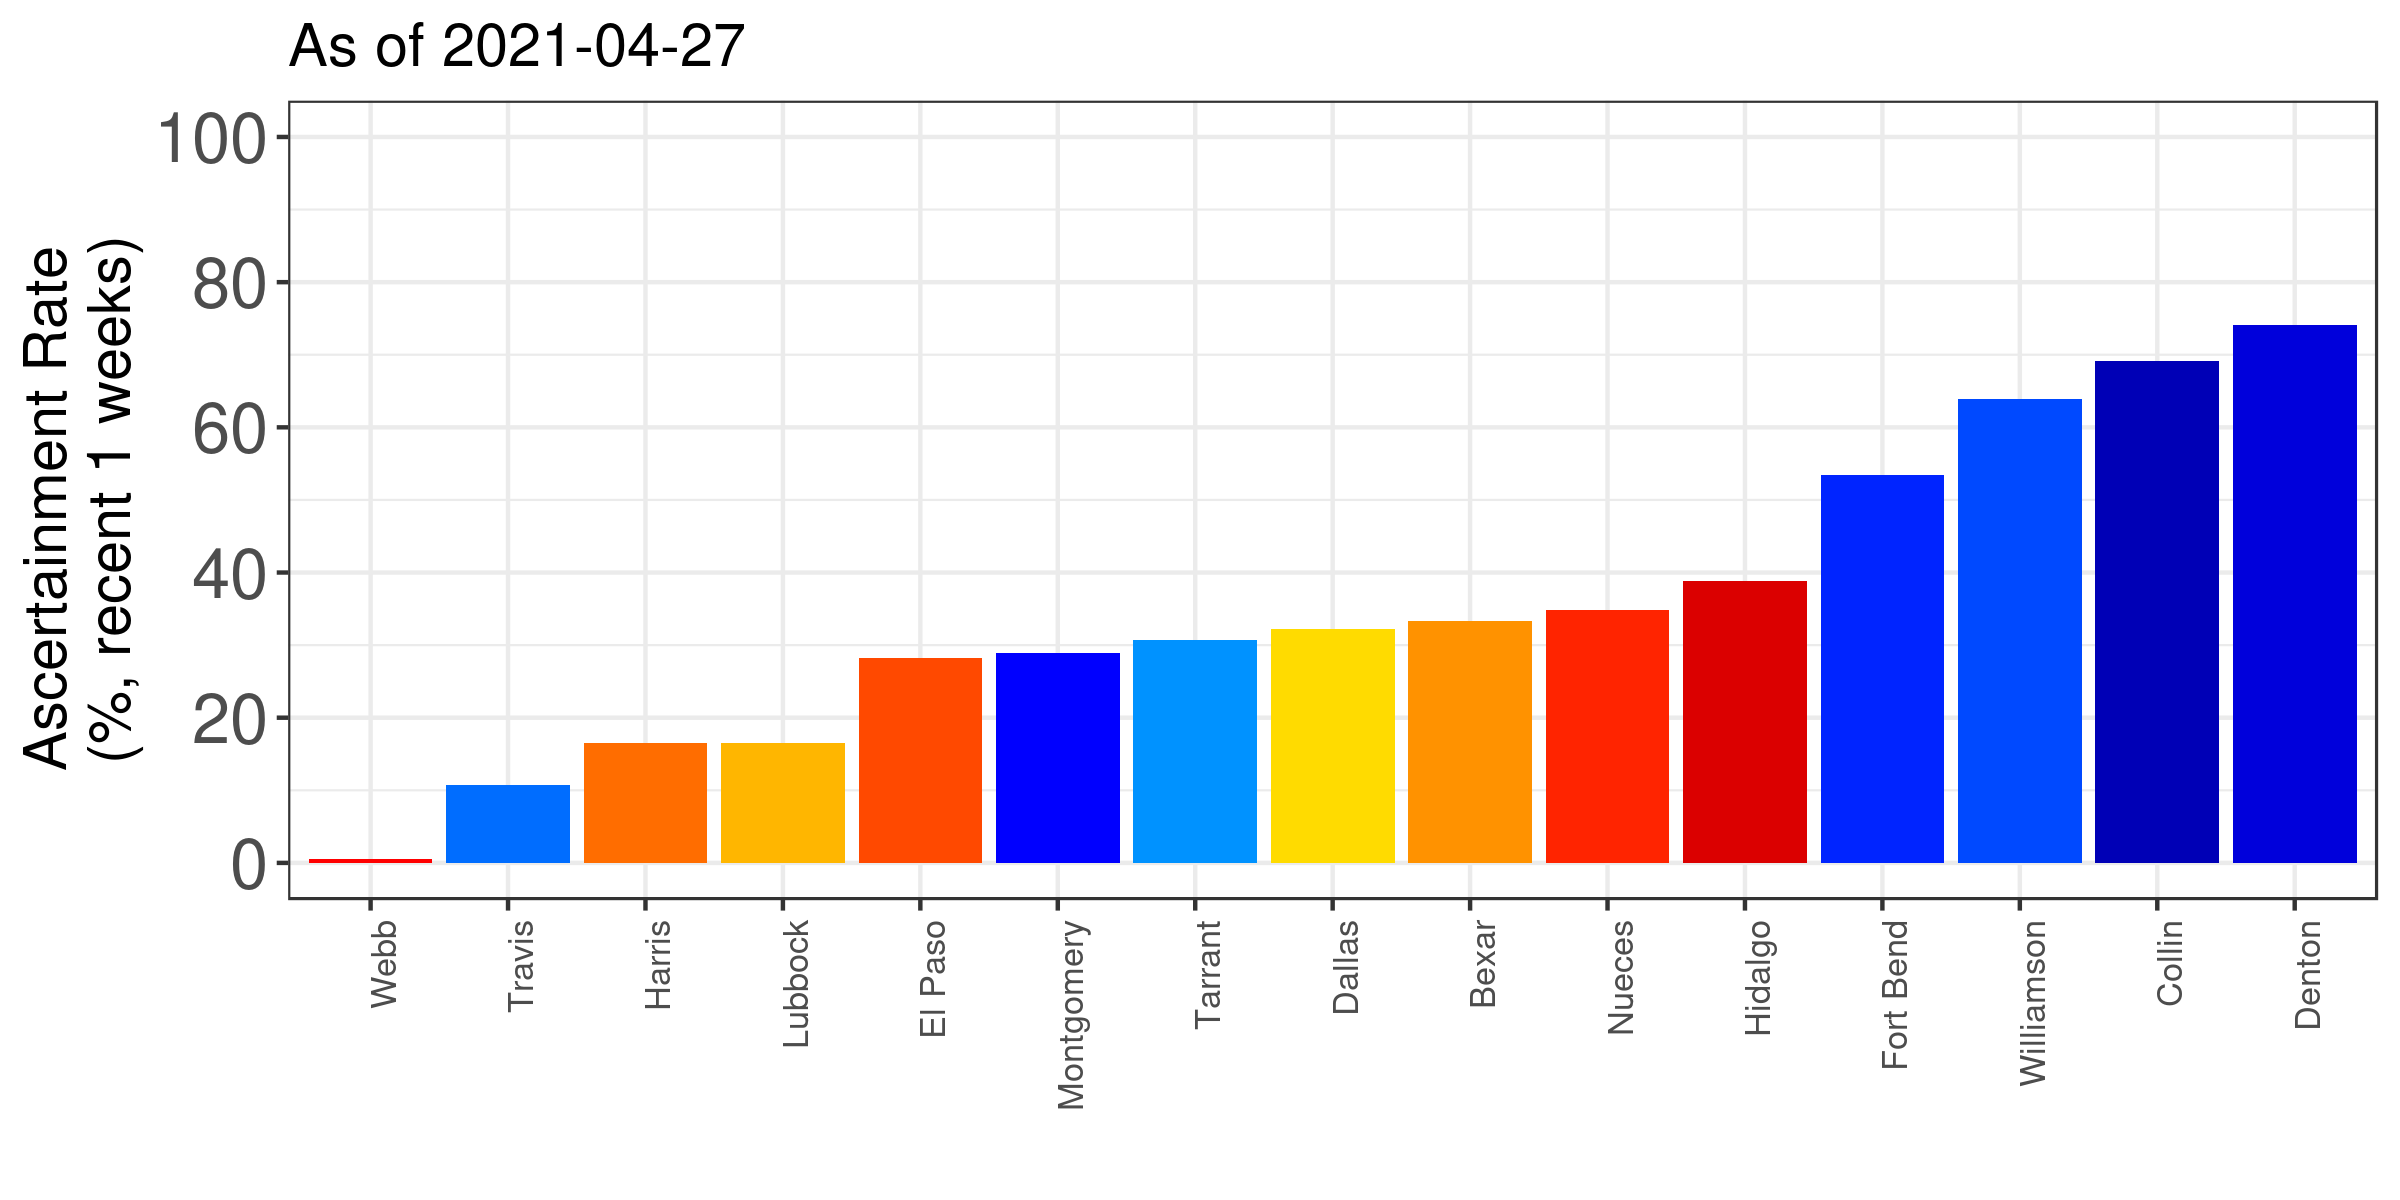 As of 2021-04-27
Ascertainment Rate
(%, recent 1 weeks)
100
80
60
40
20
0
Webb
Travis
Harris
Lubbock
El Paso
Montgomery
Tarrant
Dallas
Bexar
Nueces
Hidalgo
Fort Bend
Williamson
Collin
Denton